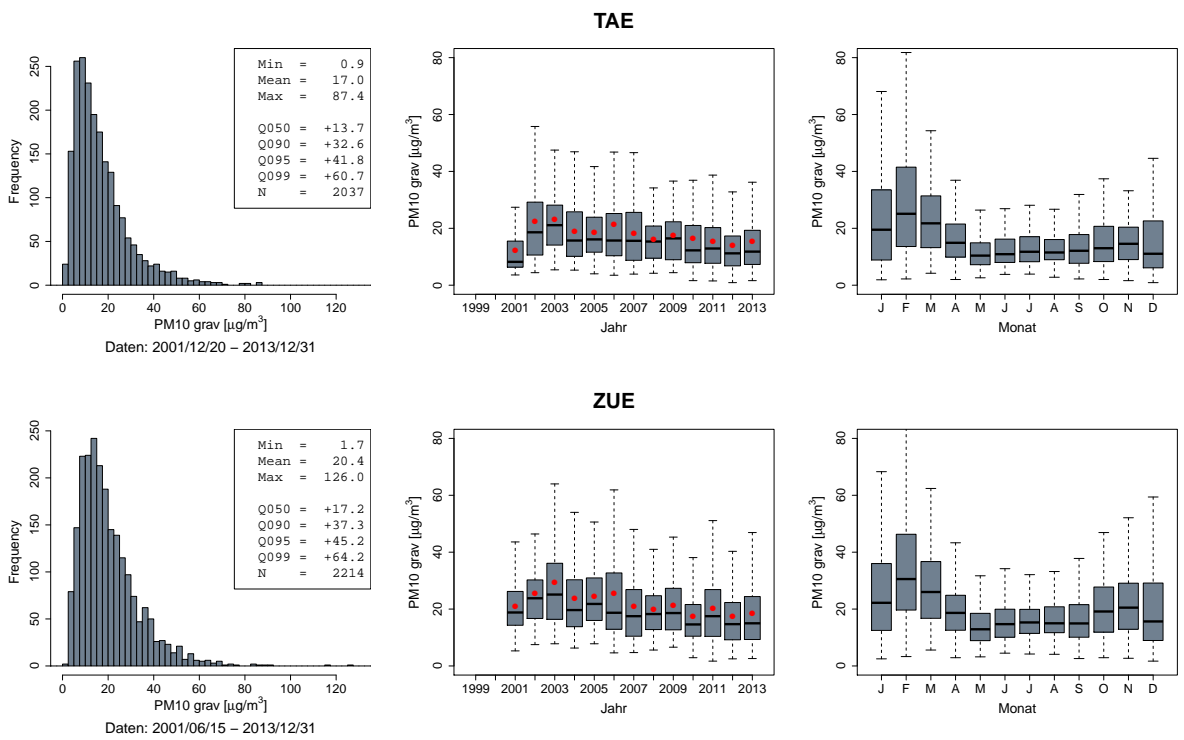 TAE
Frequency
0 50 100 150 200 250
0 20 40 60 80 100 120
PM10 grav [µg/m³]
Daten: 2001/12/20 − 2013/12/31
Min = 0.9
Mean = 17.0
Max = 87.4
Q050 = +13.7
Q090 = +32.6
Q095 = +41.8
Q099 = +60.7
N = 2037
PM10 grav [µg/m³]
0 20 40 60 80
1999 2001 2003 2005 2007 2009 2011 2013
Jahr
PM10 grav [µg/m³]
0 20 40 60 80
J F M A M J J A S O N D
Monat
ZUE
Frequency
0 50 100 150 200 250
0 20 40 60 80 100 120
PM10 grav [µg/m³]
Daten: 2001/06/15 − 2013/12/31
Min = 1.7
Mean = 20.4
Max = 126.0
Q050 = +17.2
Q090 = +37.3
Q095 = +45.2
Q099 = +64.2
N = 2214
PM10 grav [µg/m³]
0 20 40 60 80
1999 2001 2003 2005 2007 2009 2011 2013
Jahr
PM10 grav [µg/m³]
0 20 40 60 80
J F M A M J J A S O N D
Monat